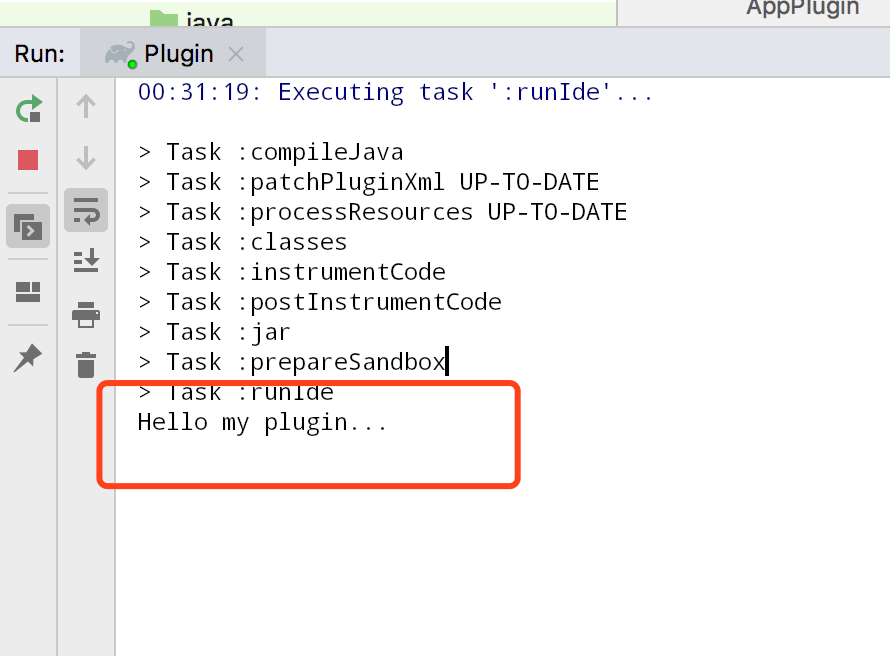 java
AppPlugin
Run: Plugin
00:31:19: Executing task ':runIde'...
> Task :compileJava
> Task :patchPluginXml UP-TO-DATE
> Task :processResources UP-TO-DATE
> Task :classes
> Task :instrumentCode
> Task :postInstrumentCode
> Task :jar
> Task :prepareSandbox
> Task :runIde
Hello my plugin...